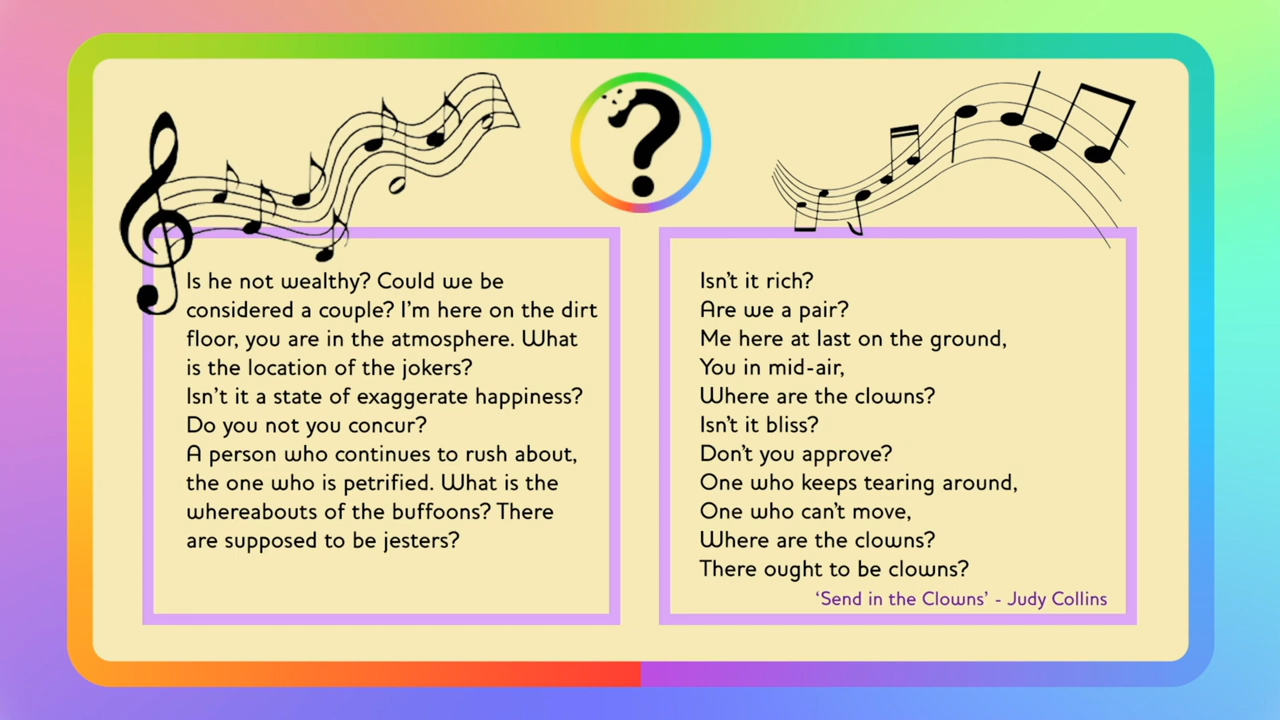 ?
Is he not wealthy? Could we be
considered a couple? I'm here on the dirt
floor, you are in the atmosphere. What
is the location of the jokers?
Isn't it a state of exaggerate happiness?
Do you not you concur?
A person who continues to rush about,
the one who is petrified. What is the
whereabouts of the buffoons? There
are supposed to be jesters?
Isn't it rich?
Are we a pair?
Me here at last on the ground,
You in mid-air,
Where are the clowns?
Isn't it bliss?
Don't you approve?
One who keeps tearing around,
One who can't move,
Where are the clowns?
There ought to be clowns?
'Send in the Clowns' - Judy Collins